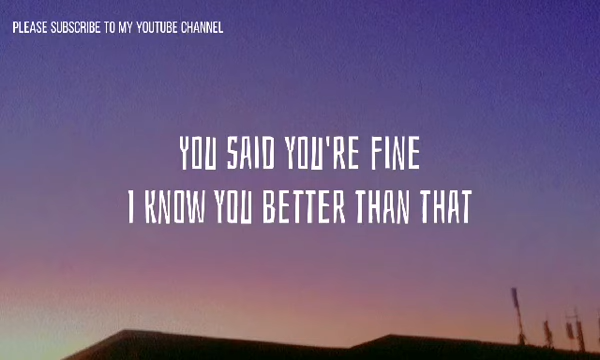 PLEASE SUBSCRIBE TO MY YOUTUBE CHANNEL
YOU SAID YOU'RE FINE
I KNOW YOU BETTER THAN THAT